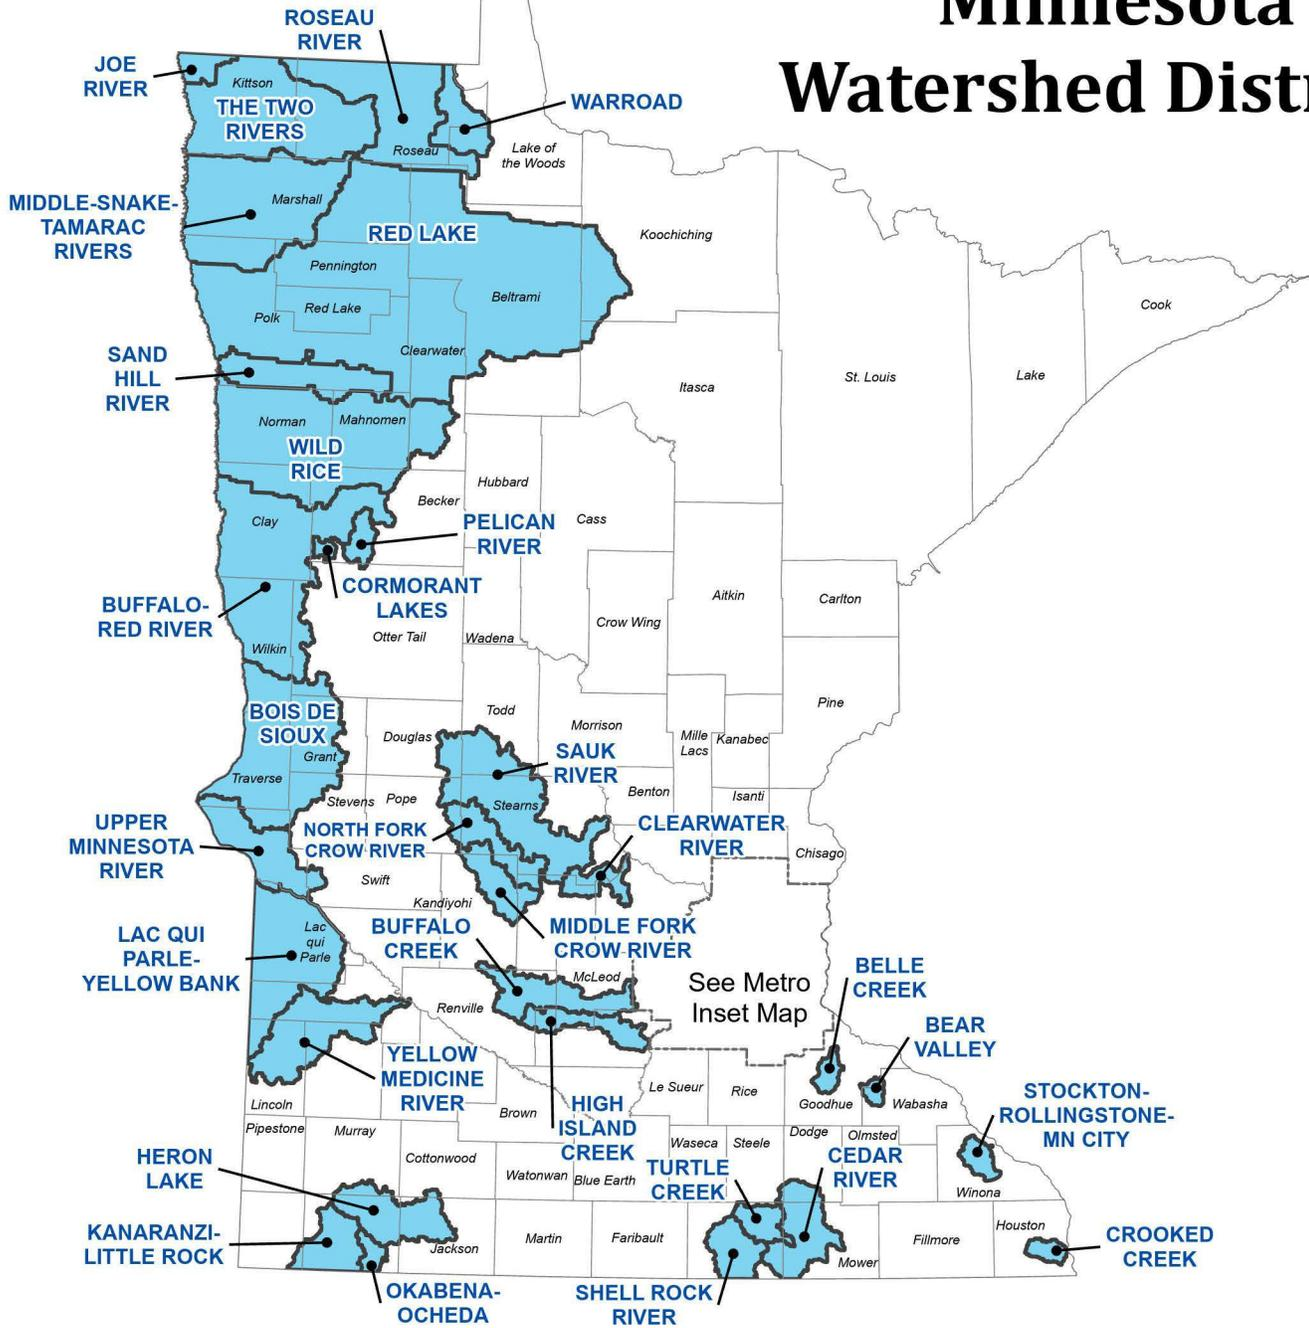 Minnesota
Watershed Distr
ROSEAU
RIVER
JOE
RIVER
Kittson
THE TWO
RIVERS
WARROAD
Roseau
Lake of
the Woods
MIDDLE-SNAKE-
TAMARAC
RIVERS
Marshall
RED LAKE
Koochiching
Pennington
Beltrami
Red Lake
Polk
Cook
Clearwater
SAND
HILL
RIVER
Itasca
St. Louis
Lake
Norman
Mahnomen
WILD
RICE
Hubbard
Becker
Cass
Clay
PELICAN
RIVER
CORMORANT
LAKES
BUFFALO-
RED RIVER
Aitkin
Carlton
Crow Wing
Otter Tail
Wadena
Wilkin
BOIS DE
SIOUX
Todd
Pine
Morrison
Douglas
Mille
Lacs
Kanabec
Grant
SAUK
RIVER
Traverse
Stevens
Pope
Stearns
Benton
Isanti
UPPER
MINNESOTA
RIVER
NORTH FORK
CROW RIVER
CLEARWATER
RIVER
Chisago
Swift
Kandiyohi
BUFFALO
CREEK
MIDDLE FORK
CROW RIVER
LAC QUI
PARLE-
YELLOW BANK
Lac
qui
Parle
McLeod
See Metro
Inset Map
BELLE
CREEK
Renville
BEAR
VALLEY
YELLOW
MEDICINE
RIVER
Le Sueur
Rice
Goodhue
Wabasha
STOCKTON-
ROLLINGSTONE-
MN CITY
Lincoln
Brown
HIGH
ISLAND
CREEK
Pipestone
Murray
Waseca
Steele
Dodge
Olmsted
HERON
LAKE
Cottonwood
Watonwan
Blue Earth
TURTLE
CREEK
CEDAR
RIVER
Winona
KANARANZI-
LITTLE ROCK
Jackson
Martin
Faribault
Mower
Fillmore
Houston
CROOKED
CREEK
OKABENA-
OCHEDA
SHELL ROCK
RIVER